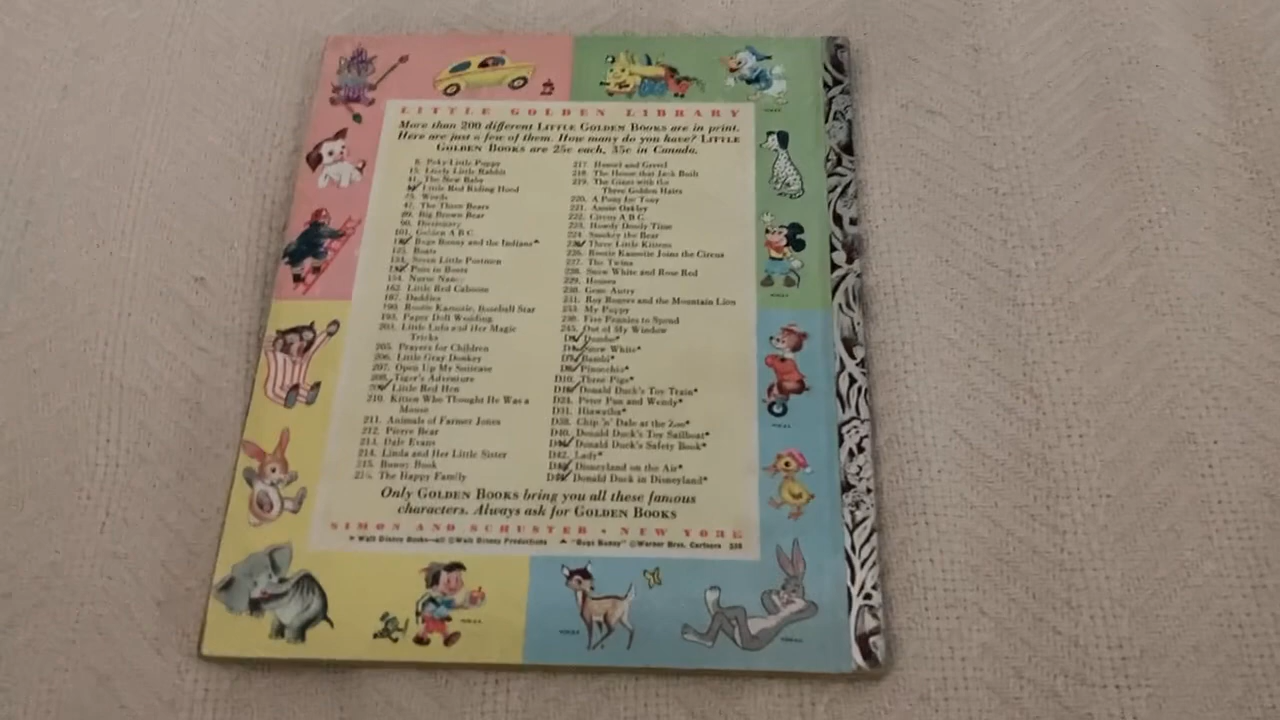 LITTLE GOLDEN LIBRARY
More than 200 different LITTLE GOLDEN BOOKS are in print.
Here are just a few of them. How many do you have? LITTLE
GOLDEN BOOKS are 25c each, 35c in Canada.
8. Poky Little Puppy
15. Lively Little Rabbit
41. The New Baby
Little Red Riding Hood
Words
47. The Three Bears
89. Big Brown Bear
90. Dictionary
101. Golden A B C
Bugs Bunny and the Indians▲
125. Boats
134. Seven Little Postmen
Puss in Boots
154. Nurse Nancy
162. Little Red Caboose
187. Daddies
190. Rootie Kazootie, Baseball Star
193. Paper Doll Wedding
203. Little Lulu and Her Magic
Tricks
205. Prayers for Children
206. Little Gray Donkey
207. Open Up My Suitcase
208. Tiger's Adventure
Little Red Hen
210. Kitten Who Thought He Was a
Mouse
211. Animals of Farmer Jones
212. Pierre Bear
213. Dale Evans
214. Linda and Her Little Sister
215. Bunny Book
216. The Happy Family
217. Hansel and Gretel
218. The House that Jack Built
219. The Giant with the
Three Golden Hairs
220. A Pony for Tony
221. Annie Oakley
222. Circus A B C
223. Howdy Doody Time
224. Smokey the Bear
Three Little Kittens
226. Rootie Kazootie Joins the Circus
227. The Twins
228. Snow White and Rose Red
229. Houses
230. Gene Autry
231. Roy Rogers and the Mountain Lion
My Puppy
Five Pennies to Spend
Out of My Window
Dumbo*
Snow White*
Bambi*
Pinocchio*
D10. Three Pigs*
Donald Duck's Toy Train*
D24. Peter Pan and Wendy*
D31. Hiawatha*
D38. Chip 'n' Dale at the Zoo*
D40. Donald Duck's Toy Sailboat*
Donald Duck's Safety Book*
D42. Lady*
Disneyland on the Air*
Donald Duck in Disneyland*
Only GOLDEN BOOKS bring you all these famous
characters. Always ask for GOLDEN BOOKS
SIMON AND SCHUSTER • NEW YORK
* Walt Disney Books—all ©Walt Disney Productions ▲ "Bugs Bunny" ©Warner Bros. Cartoons